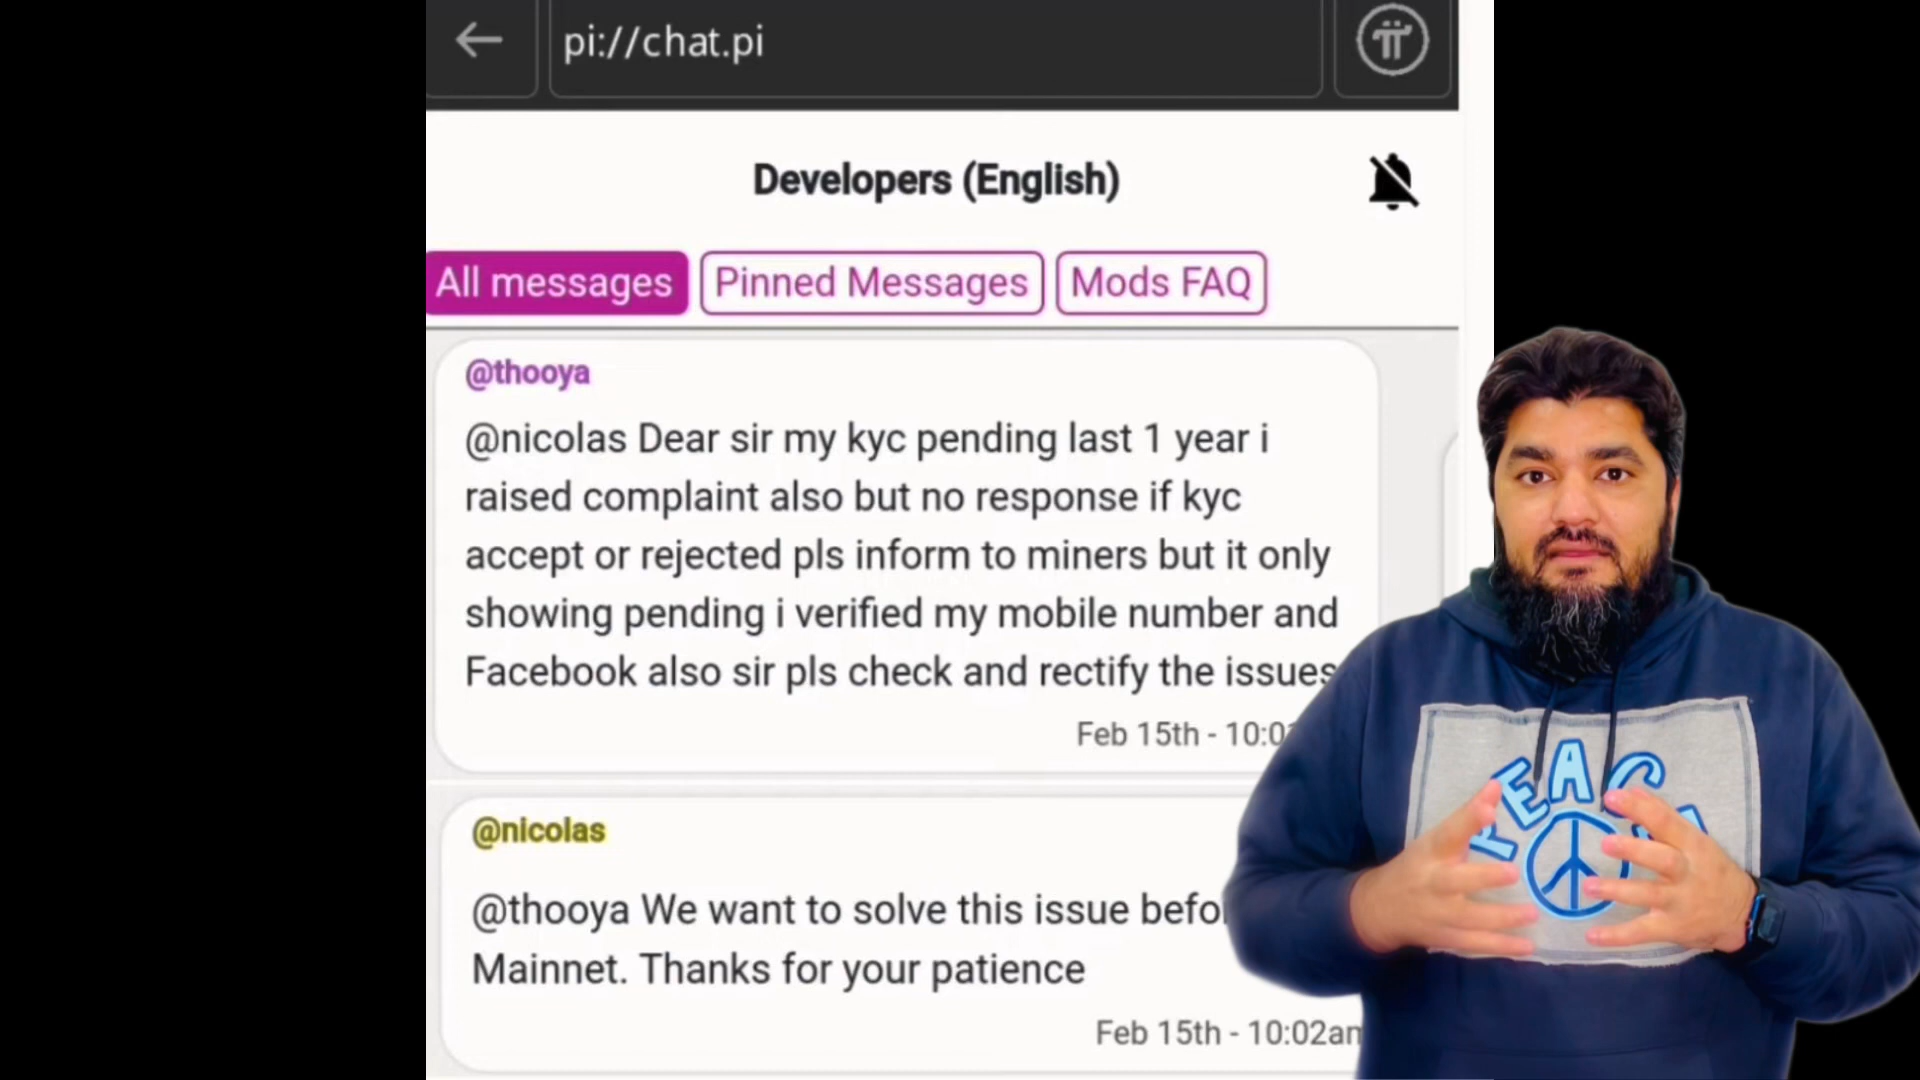 pi://chat.pi
Developers (English)
All messages
Pinned Messages
Mods FAQ
@thooya
@nicolas Dear sir my kyc pending last 1 year i
raised complaint also but no response if kyc
accept or rejected pls inform to miners but it only
showing pending i verified my mobile number and
Facebook also sir pls check and rectify the issues
Feb 15th -
@nicolas
@thooya We want to solve this issue
Mainnet. Thanks for your patience
Feb 15th - 10:02am